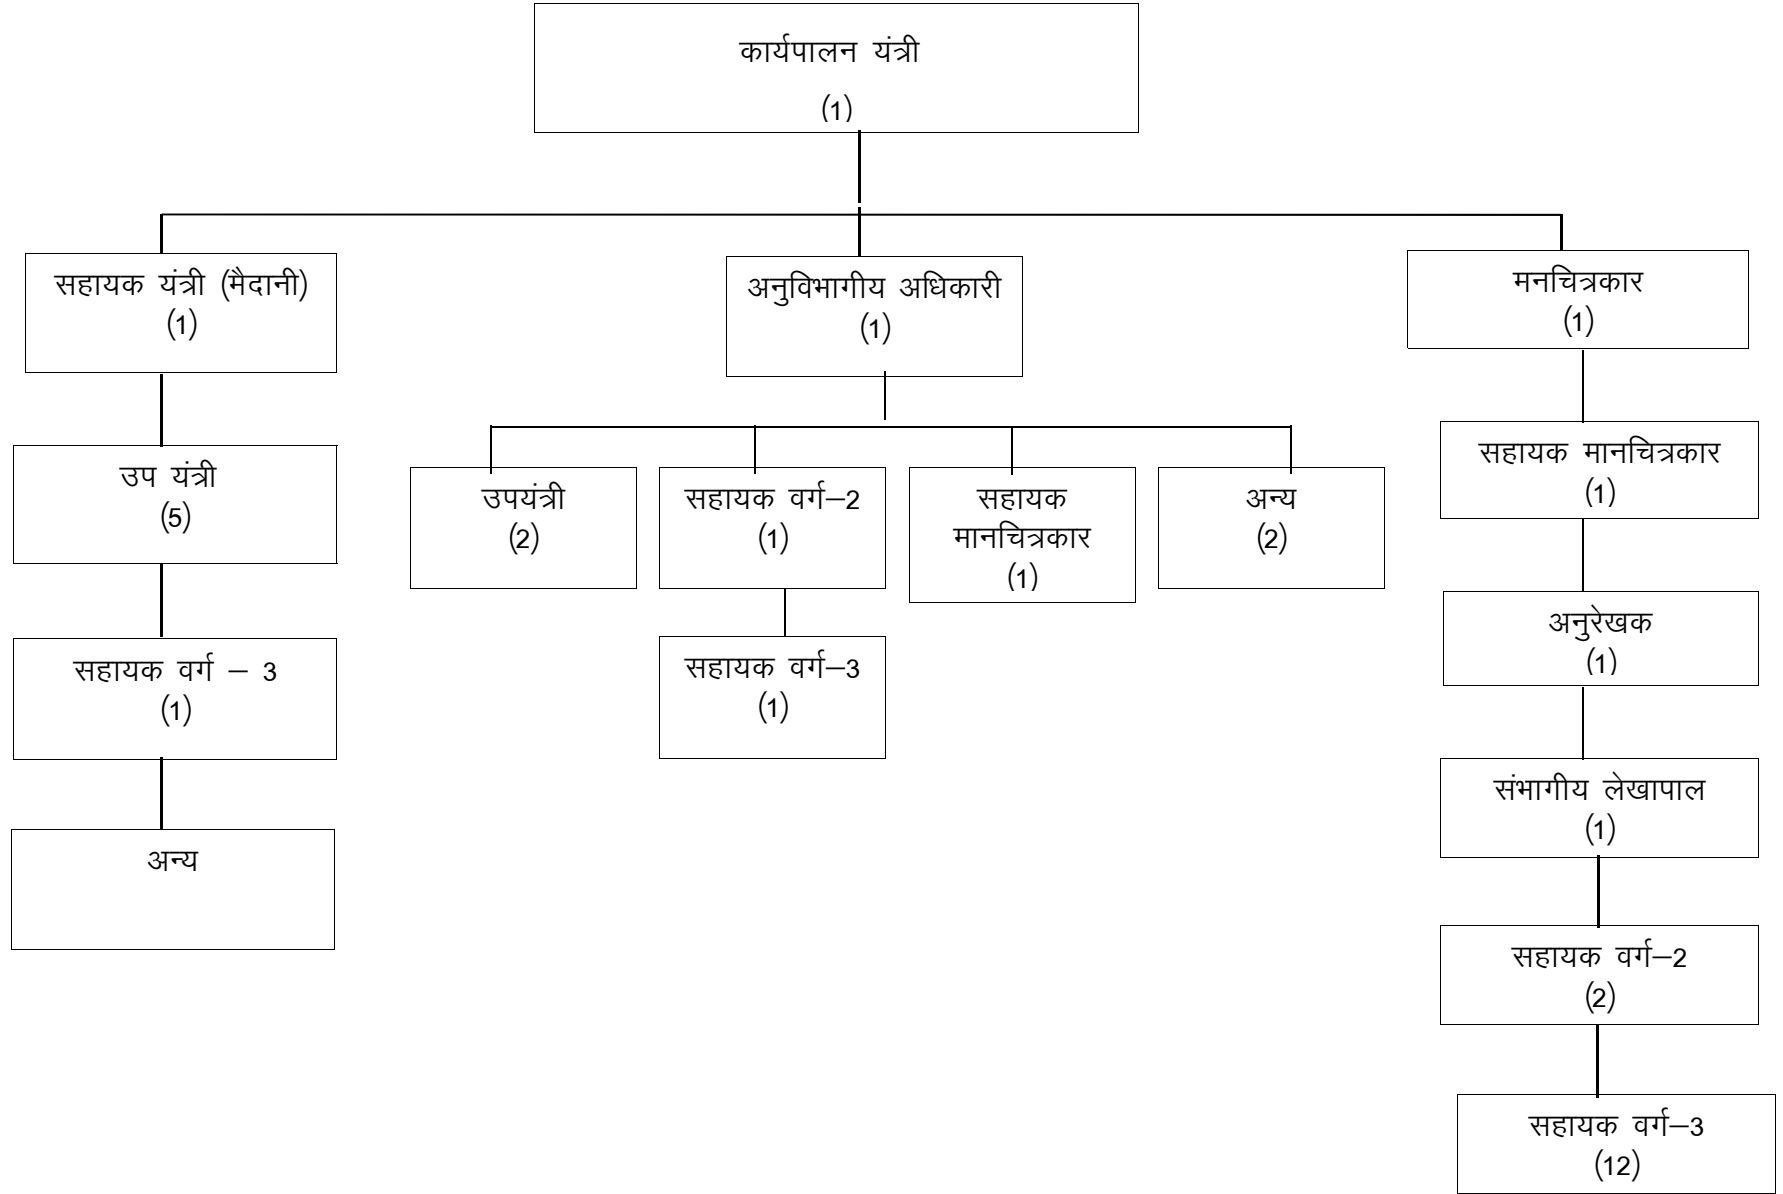 कार्यपालन यंत्री
(1)
सहायक यंत्री (मैदानी)
(1)
अनुविभागीय अधिकारी
(1)
मनचित्रकार
(1)
उप यंत्री
(5)
उपयंत्री
(2)
सहायक वर्ग–2
(1)
सहायक
मानचित्रकार
(1)
अन्य
(2)
सहायक मानचित्रकार
(1)
सहायक वर्ग – 3
(1)
सहायक वर्ग–3
(1)
अनुरेखक
(1)
अन्य
संभागीय लेखापाल
(1)
सहायक वर्ग–2
(2)
सहायक वर्ग–3
(12)